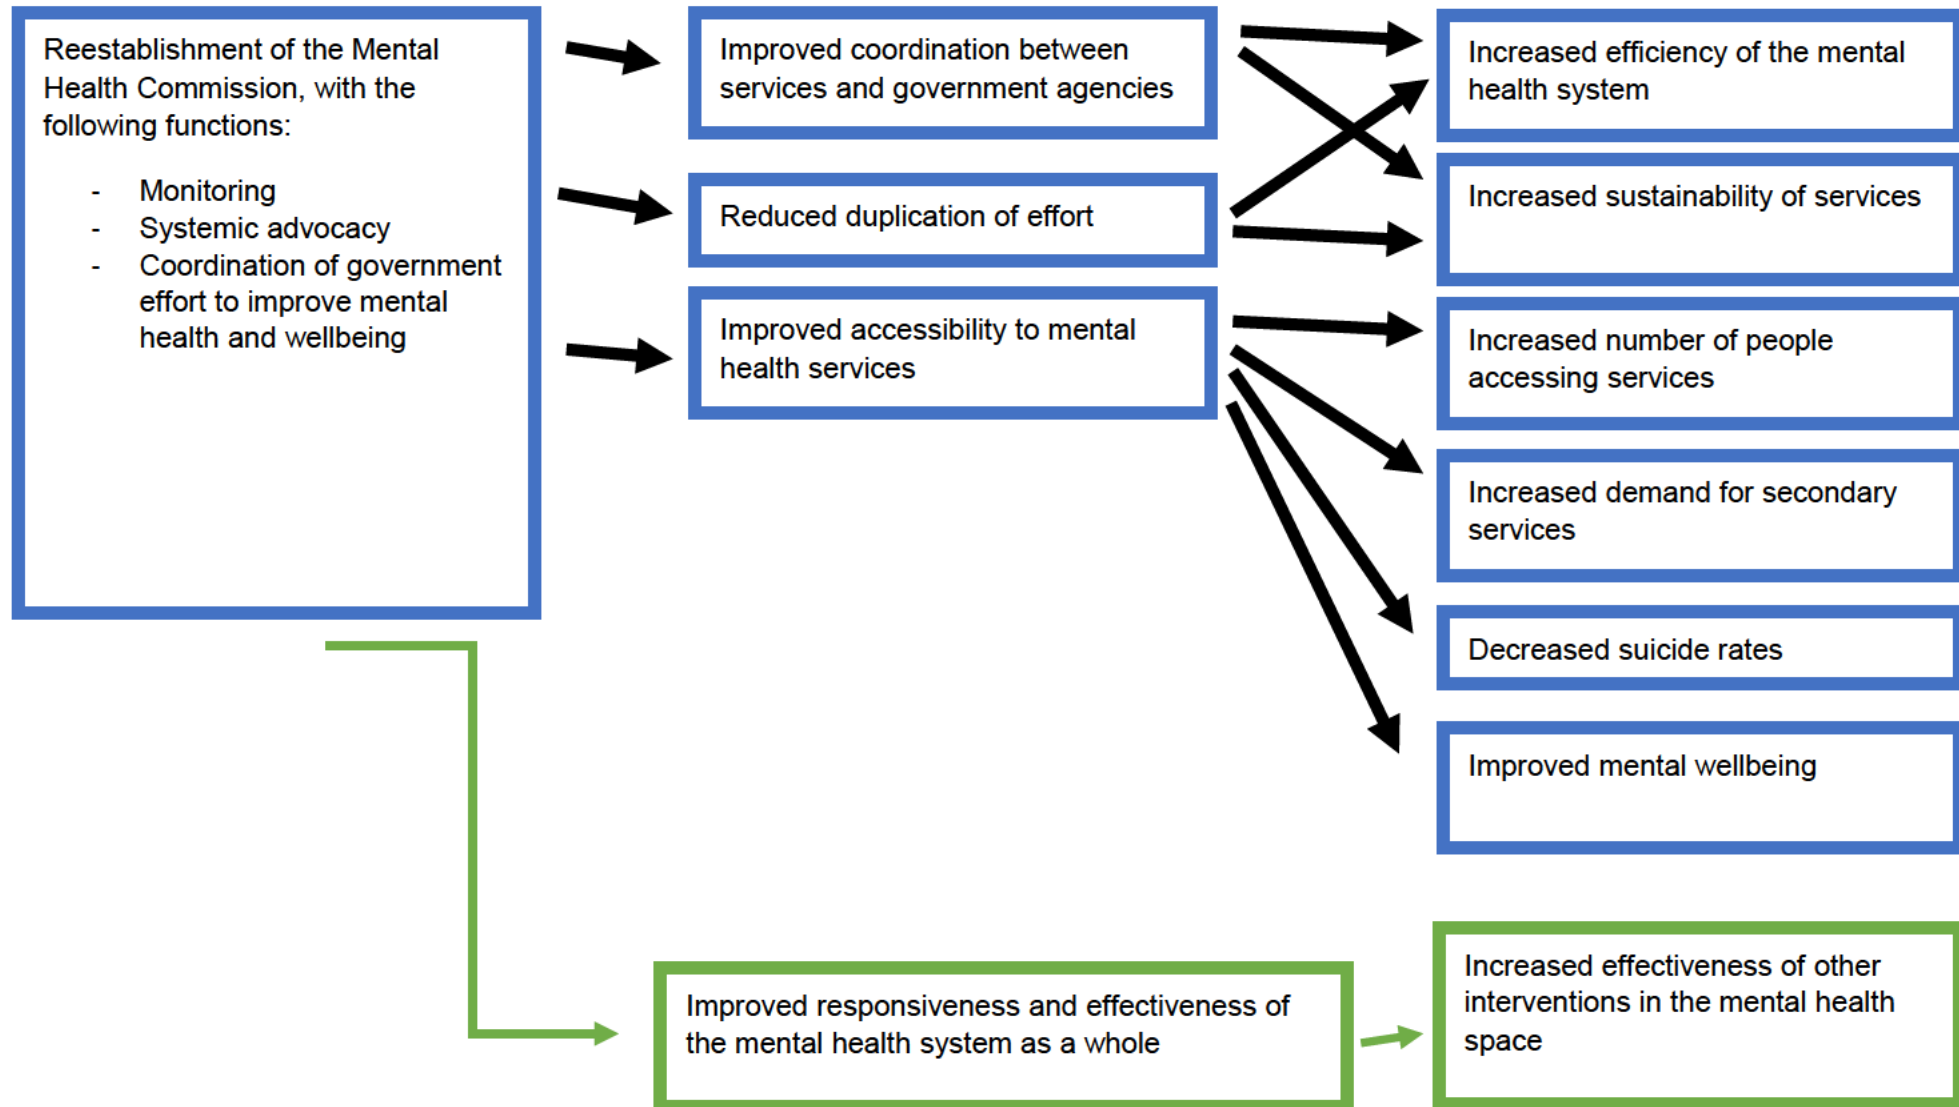 Reestablishment of the Mental
Health Commission, with the
following functions:
- Monitoring
- Systemic advocacy
- Coordination of government
effort to improve mental
health and wellbeing
Improved coordination between
services and government agencies
Reduced duplication of effort
Improved accessibility to mental
health services
Increased efficiency of the mental
health system
Increased sustainability of services
Increased number of people
accessing services
Increased demand for secondary
services
Decreased suicide rates
Improved mental wellbeing
Improved responsiveness and effectiveness of
the mental health system as a whole
Increased effectiveness of other
interventions in the mental health
space